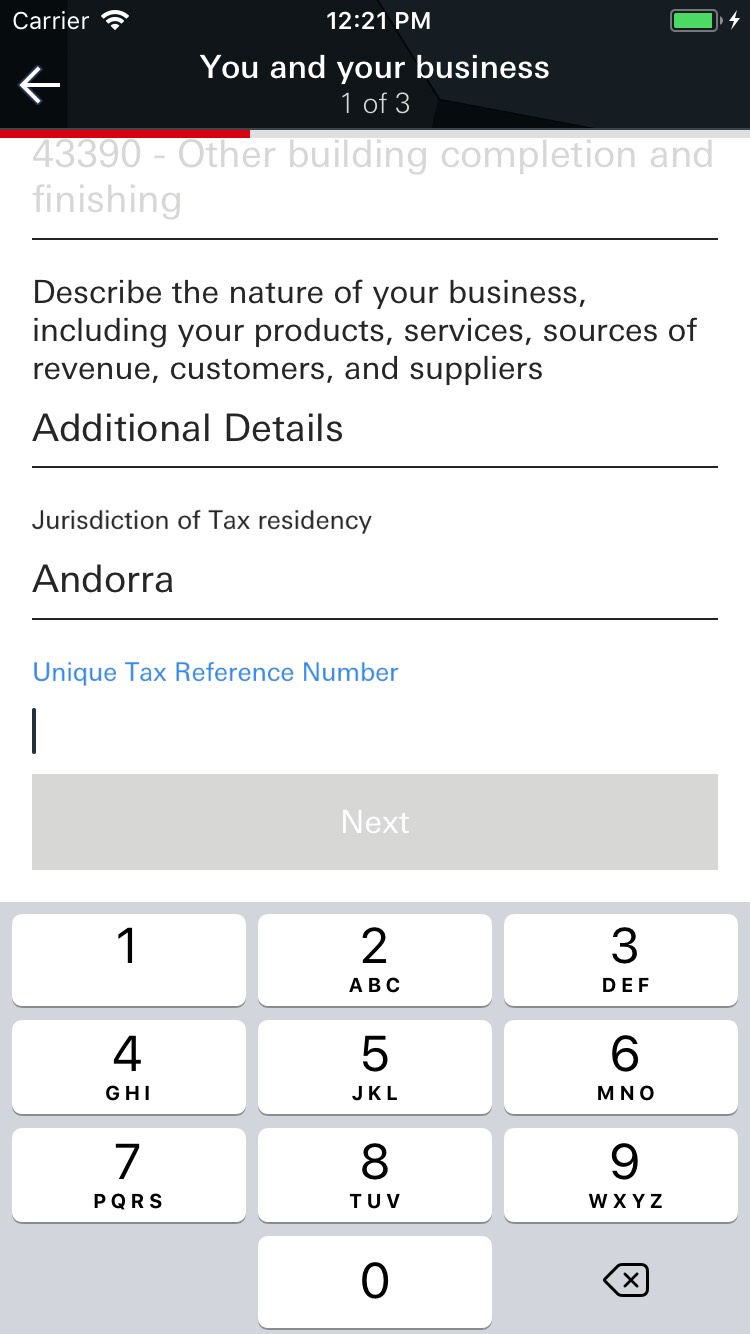 Carrier 12:21 PM
You and your business
1 of 3
43390 - Other building completion and
finishing
Describe the nature of your business,
including your products, services, sources of
revenue, customers, and suppliers
Additional Details
Jurisdiction of Tax residency
Andorra
Unique Tax Reference Number
Next
1 2 3
ABC DEF
4 5 6
GHI JKL MNO
7 8 9
PQRS TUV WXYZ
0